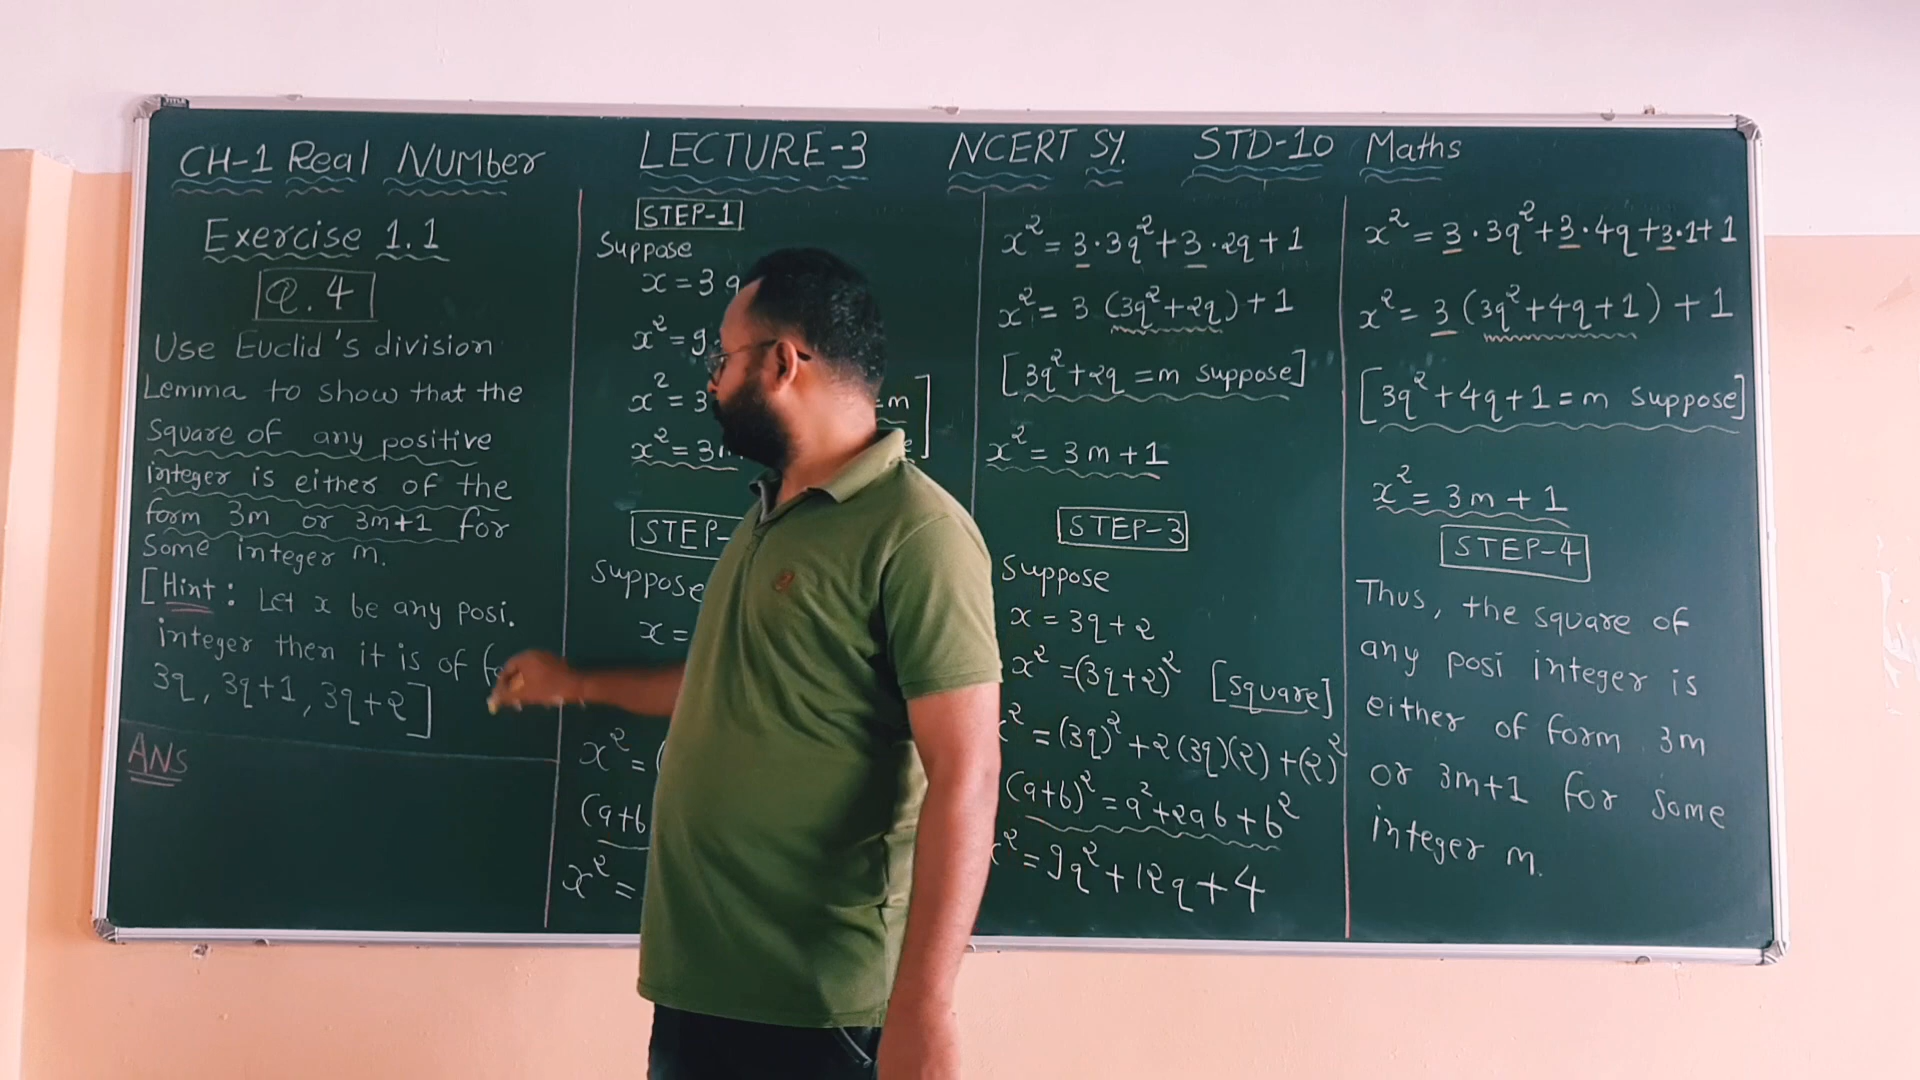 CH-1 Real NUMber LECTURE-3 NCERT SY. STD-10 Maths
Exercise 1.1
Q.4
Use Euclid's division
Lemma to show that the
Square of any positive
integer is either of the
form 3m or 3m+1 for
Some integer m.
[Hint: Let x be any posi.
integer then it is of
3q, 3q+1, 3q+2]
ANS
STEP-1
Suppose
x = 3q
x² = 9
x² = 3 =m]
x² = 3m
STEP-
Suppose
x =
x² = (
(a+b
x² =
x² = 3·3q²+3·2q+1
x² = 3 (3q²+2q)+1
[3q²+2q =m suppose]
x² = 3m+1
STEP-3
Suppose
x = 3q+2
x² =(3q+2)² [square]
x² =(3q)²+2(3q)(2)+(2)²
(a+b)² = a²+2ab+b²
x² = 9q²+12q+4
x² = 3·3q²+3·4q+3·1+1
x² = 3 (3q²+4q+1) +1
[3q²+4q+1=m suppose]
x² = 3m+1
STEP-4
Thus, the square of
any posi integer is
either of form 3m
or 3m+1 for some
integer m.